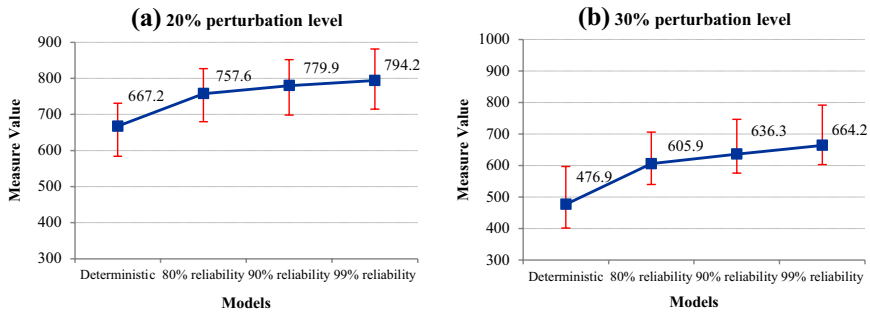 (a) 20% perturbation level
900
800
700
600
500
400
300
Measure Value
667.2
757.6
779.9
794.2
Deterministic 80% reliability 90% reliability 99% reliability
Models
(b) 30% perturbation level
1000
900
800
700
600
500
400
300
Measure Value
476.9
605.9
636.3
664.2
Deterministic 80% reliability 90% reliability 99% reliability
Models